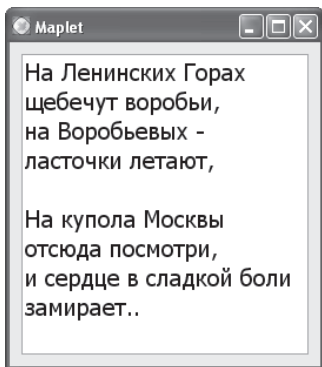 Maplet
На Ленинских Горах
щебечут воробьи,
на Воробьевых -
ласточки летают,
На купола Москвы
отсюда посмотри,
и сердце в сладкой боли
замирает..